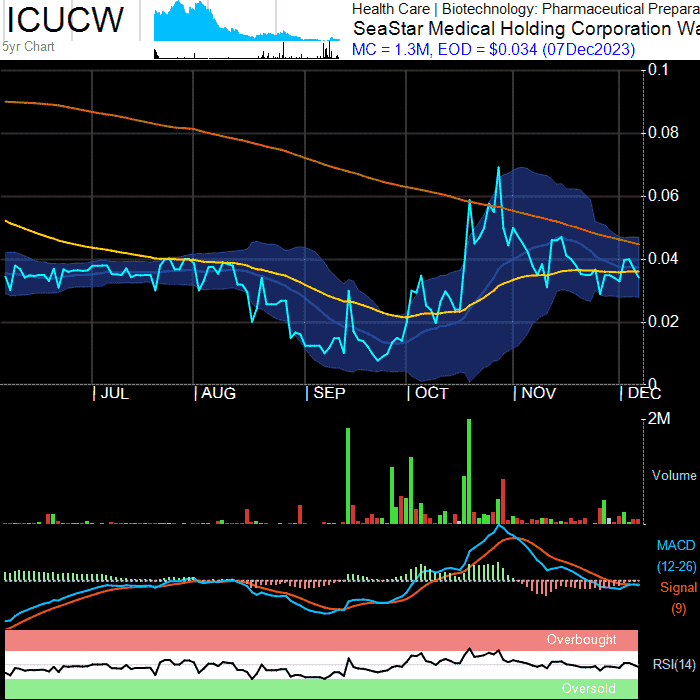 ICUCW
5yr Chart
Health Care | Biotechnology: Pharmaceutical Prepara
SeaStar Medical Holding Corporation Wa
MC = 1.3M, EOD = $0.034 (07Dec2023)
0.1
0.08
0.06
0.04
0.02
0
JUL AUG SEP OCT NOV DEC
2M
Volume
MACD
(12-26)
Signal
(9)
Overbought
RSI(14)
Oversold